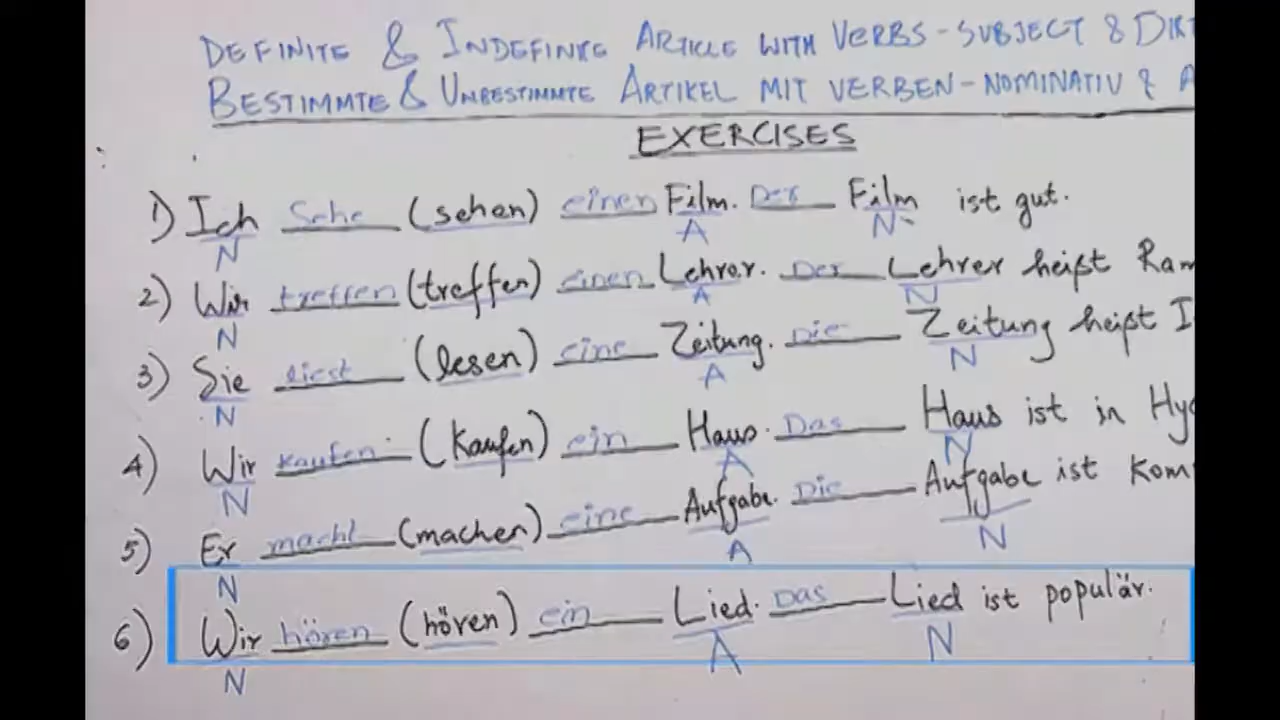 DEFINITE & INDEFINITE ARTICLE WITH VERBS-SUBJECT & DIR
BESTIMMTE & UNBESTIMMTE ARTIKEL MIT VERBEN-NOMINATIV & A
EXERCISES
1) Ich sehe (sehen) einen Film. Der Film ist gut.
N A N
2) Wir treffen (treffen) einen Lehrer. Der Lehrer heißt Ram
N A N
3) Sie liest (lesen) eine Zeitung. Die Zeitung heißt I
N A N
4) Wir kaufen (kaufen) ein Haus. Das Haus ist in Hy
N A N
5) Er macht (machen) eine Aufgabe. Die Aufgabe ist kom
N A N
6) Wir hören (hören) ein Lied. Das Lied ist populär.
N A N